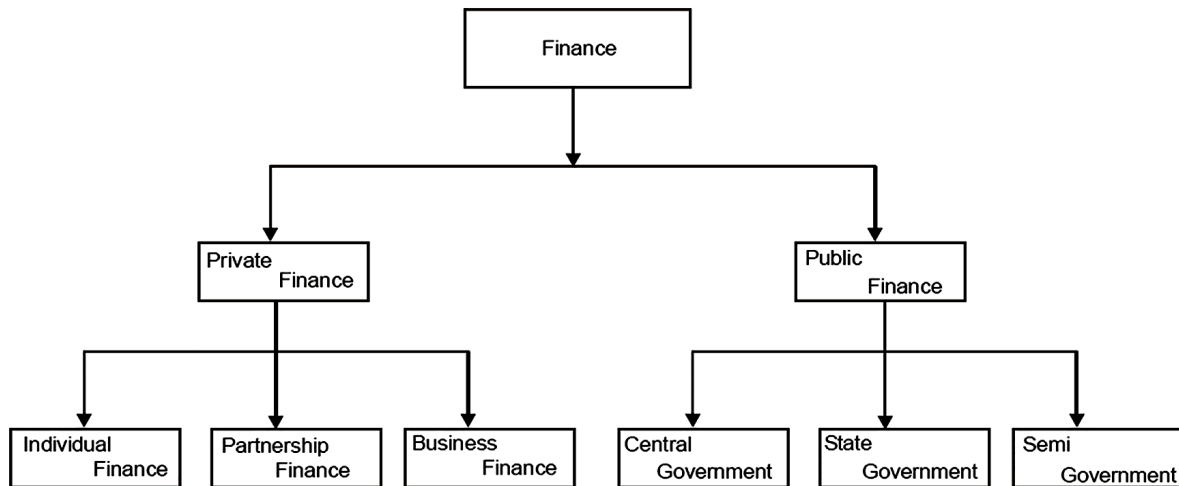 Finance
Private
Finance
Public
Finance
Individual
Finance
Partnership
Finance
Business
Finance
Central
Government
State
Government
Semi
Government